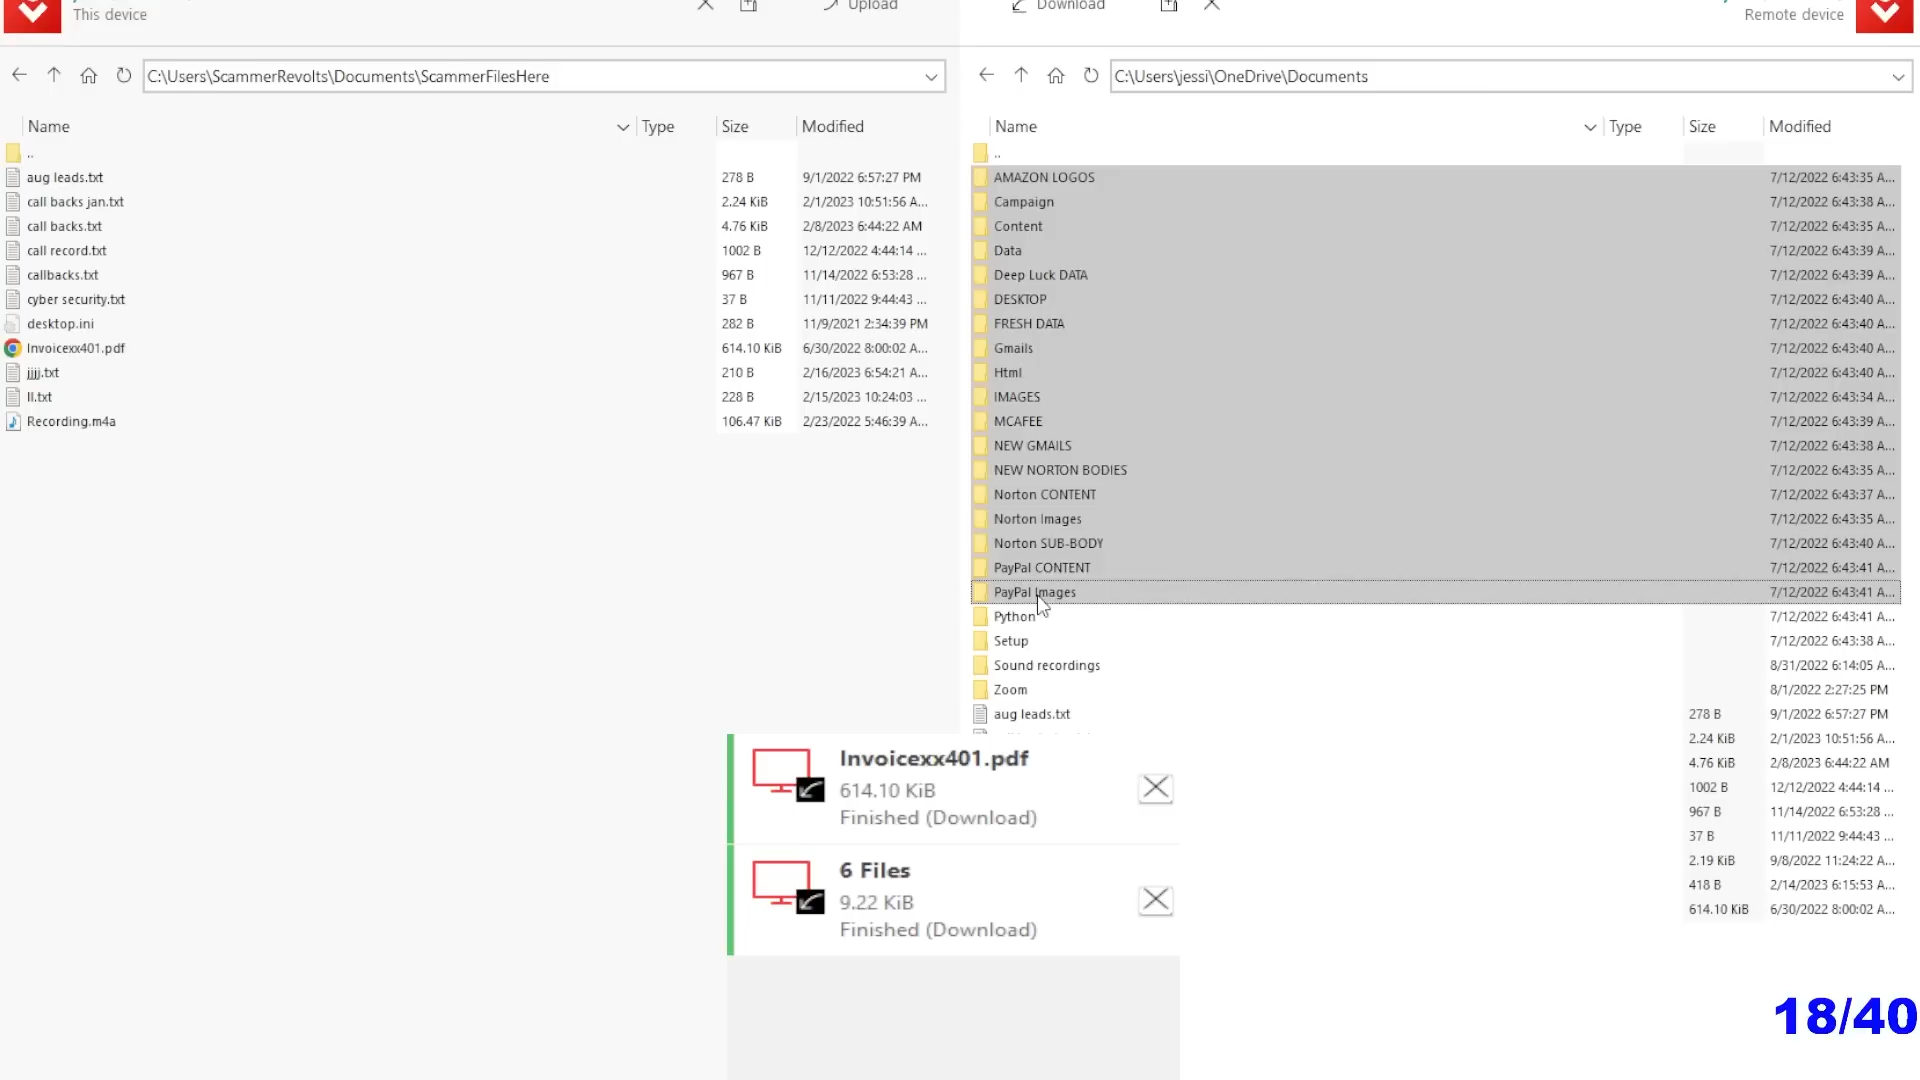 This device
Upload
Download
Remote device
C:\Users\ScammerRevolts\Documents\ScammerFilesHere
C:\Users\jessi\OneDrive\Documents
Name Type Size Modified
..
aug leads.txt 278 B 9/1/2022 6:57:27 PM
call backs jan.txt 2.24 KiB 2/1/2023 10:51:56 A...
call backs.txt 4.76 KiB 2/8/2023 6:44:22 AM
call record.txt 1002 B 12/12/2022 4:44:14 ...
callbacks.txt 967 B 11/14/2022 6:53:28 ...
cyber security.txt 37 B 11/11/2022 9:44:43 ...
desktop.ini 282 B 11/9/2021 2:34:39 PM
Invoicexx401.pdf 614.10 KiB 6/30/2022 8:00:02 A...
jjjj.txt 210 B 2/16/2023 6:54:21 A...
ll.txt 228 B 2/15/2023 10:24:03 ...
Recording.m4a 106.47 KiB 2/23/2022 5:46:39 A...
Name Type Size Modified
..
AMAZON LOGOS 7/12/2022 6:43:35 A...
Campaign 7/12/2022 6:43:38 A...
Content 7/12/2022 6:43:35 A...
Data 7/12/2022 6:43:39 A...
Deep Luck DATA 7/12/2022 6:43:39 A...
DESKTOP 7/12/2022 6:43:40 A...
FRESH DATA 7/12/2022 6:43:40 A...
Gmails 7/12/2022 6:43:40 A...
Html 7/12/2022 6:43:40 A...
IMAGES 7/12/2022 6:43:34 A...
MCAFEE 7/12/2022 6:43:39 A...
NEW GMAILS 7/12/2022 6:43:38 A...
NEW NORTON BODIES 7/12/2022 6:43:35 A...
Norton CONTENT 7/12/2022 6:43:37 A...
Norton Images 7/12/2022 6:43:35 A...
Norton SUB-BODY 7/12/2022 6:43:40 A...
PayPal CONTENT 7/12/2022 6:43:41 A...
PayPal Images 7/12/2022 6:43:41 A...
Python 7/12/2022 6:43:41 A...
Setup 7/12/2022 6:43:38 A...
Sound recordings 8/31/2022 6:14:05 A...
Zoom 8/1/2022 2:27:25 PM
aug leads.txt 278 B 9/1/2022 6:57:27 PM
2.24 KiB 2/1/2023 10:51:56 A...
4.76 KiB 2/8/2023 6:44:22 AM
1002 B 12/12/2022 4:44:14 ...
967 B 11/14/2022 6:53:28 ...
37 B 11/11/2022 9:44:43 ...
2.19 KiB 9/8/2022 11:24:22 A...
418 B 2/14/2023 6:15:53 A...
614.10 KiB 6/30/2022 8:00:02 A...
Invoicexx401.pdf
614.10 KiB
Finished (Download)
6 Files
9.22 KiB
Finished (Download)
18/40